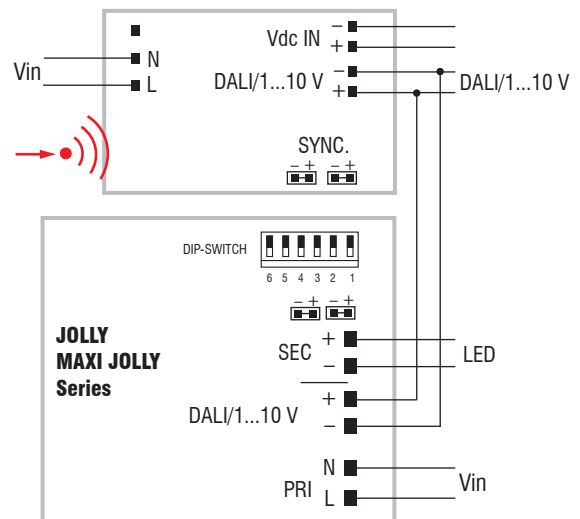 Vdc IN
−
+
Vin
N
L
DALI/1...10 V
−
+
DALI/1...10 V
SYNC.
− + − +
DIP-SWITCH
6 5 4 3 2 1
− + − +
JOLLY
MAXI JOLLY
Series
SEC
+
−
LED
DALI/1...10 V
+
−
PRI
N
L
Vin